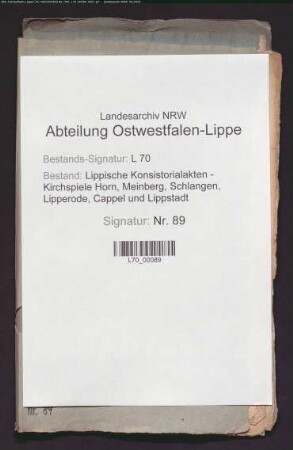 Landesarchiv NRW
Abteilung Ostwestfalen-Lippe
Bestands-Signatur: L 70
Bestand: Lippische Konsistorialakten -
Kirchspiele Horn, Meinberg, Schlangen,
Lipperode, Cappel und Lippstadt
Signatur: Nr. 89
L70_00089